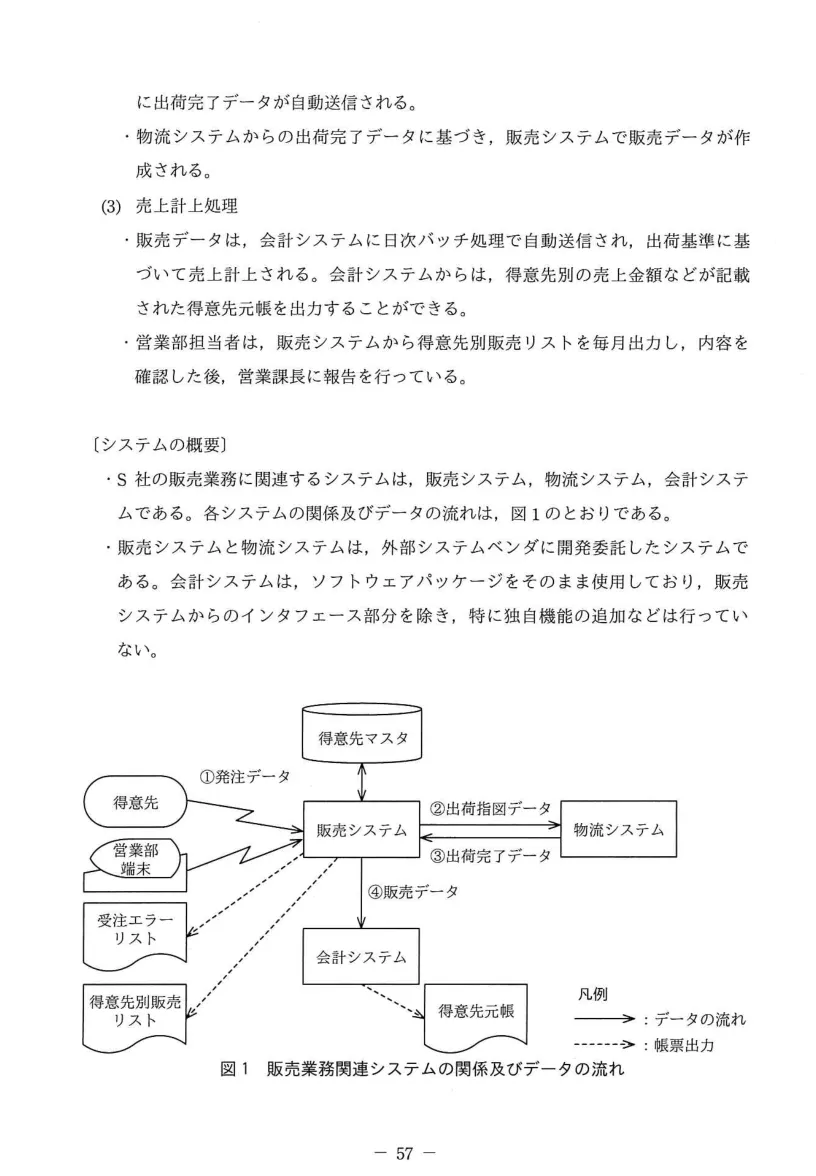 に出荷完了データが自動送信される。
・物流システムからの出荷完了データに基づき，販売システムで販売データが作
成される。
(3) 売上計上処理
・販売データは，会計システムに日次バッチ処理で自動送信され，出荷基準に基
づいて売上計上される。会計システムからは，得意先別の売上金額などが記載
された得意先元帳を出力することができる。
・営業部担当者は，販売システムから得意先別販売リストを毎月出力し，内容を
確認した後，営業課長に報告を行っている。
〔システムの概要〕
・S 社の販売業務に関連するシステムは，販売システム，物流システム，会計システ
ムである。各システムの関係及びデータの流れは，図1のとおりである。
・販売システムと物流システムは，外部システムベンダに開発委託したシステムで
ある。会計システムは，ソフトウェアパッケージをそのまま使用しており，販売
システムからのインタフェース部分を除き，特に独自機能の追加などは行ってい
ない。
得意先マスタ
①発注データ
得意先
②出荷指図データ
販売システム
物流システム
③出荷完了データ
営業部
端末
④販売データ
受注エラー
リスト
会計システム
得意先別販売
リスト
得意先元帳
凡例
：データの流れ
：帳票出力
図1 販売業務関連システムの関係及びデータの流れ
― 57 ―